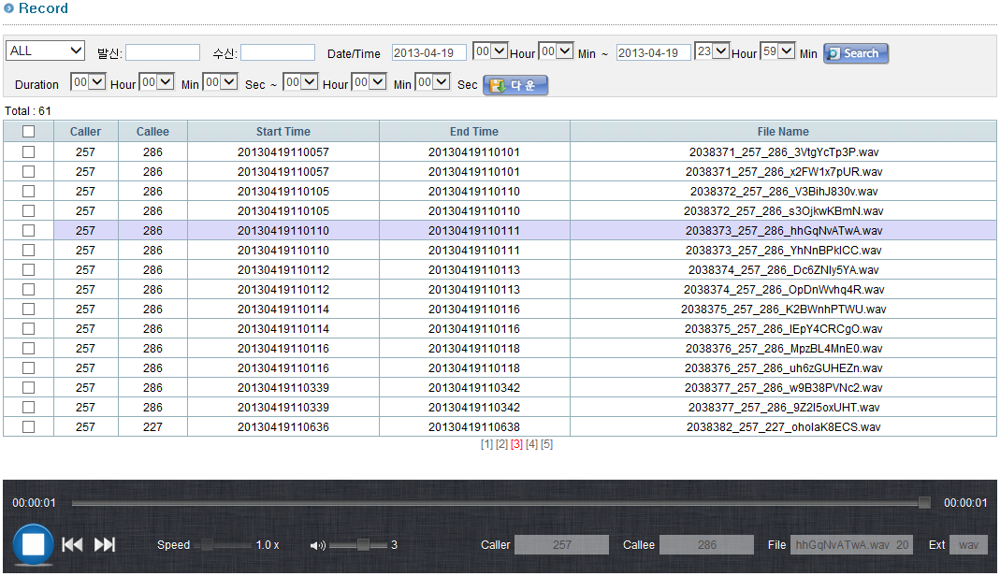 Record
ALL 발신: 수신: Date/Time 2013-04-19 00 Hour 00 Min ~ 2013-04-19 23 Hour 59 Min Search
Duration 00 Hour 00 Min 00 Sec ~ 00 Hour 00 Min 00 Sec 다 운
Total : 61
Caller Callee Start Time End Time File Name
257 286 20130419110057 20130419110101 2038371_257_286_3VtgYcTp3P.wav
257 286 20130419110057 20130419110101 2038371_257_286_x2FW1x7pUR.wav
257 286 20130419110105 20130419110110 2038372_257_286_V3BihJ830v.wav
257 286 20130419110105 20130419110110 2038372_257_286_s3OjkwKBmN.wav
257 286 20130419110110 20130419110111 2038373_257_286_hhGqNvATwA.wav
257 286 20130419110110 20130419110111 2038373_257_286_YhNnBPkICC.wav
257 286 20130419110112 20130419110113 2038374_257_286_Dc6ZNIy5YA.wav
257 286 20130419110112 20130419110113 2038374_257_286_OpDnWvhq4R.wav
257 286 20130419110114 20130419110116 2038375_257_286_K2BWnhPTWU.wav
257 286 20130419110114 20130419110116 2038375_257_286_IEpY4CRCgO.wav
257 286 20130419110116 20130419110118 2038376_257_286_MpzBL4MnE0.wav
257 286 20130419110116 20130419110118 2038376_257_286_uh6zGUHEZn.wav
257 286 20130419110339 20130419110342 2038377_257_286_w9B38PVNc2.wav
257 286 20130419110339 20130419110342 2038377_257_286_9Z2I5oxUHT.wav
257 227 20130419110636 20130419110638 2038382_257_227_oholaK8ECS.wav
[1] [2] [3] [4] [5]
00:00:01 00:00:01
Speed 1.0 x 3 Caller 257 Callee 286 File hhGqNvATwA.wav 20 Ext wav